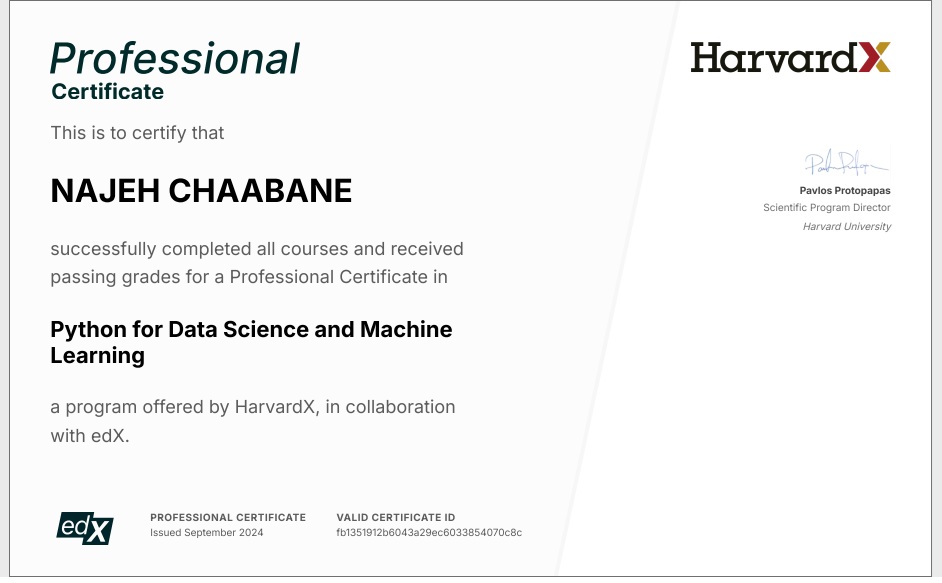 Professional
Certificate
This is to certify that
NAJEH CHAABANE
successfully completed all courses and received
passing grades for a Professional Certificate in
Python for Data Science and Machine
Learning
a program offered by HarvardX, in collaboration
with edX.
HarvardX
Pavlos Protopapas
Scientific Program Director
Harvard University
edX
PROFESSIONAL CERTIFICATE
Issued September 2024
VALID CERTIFICATE ID
fb1351912b6043a29ec6033854070c8c